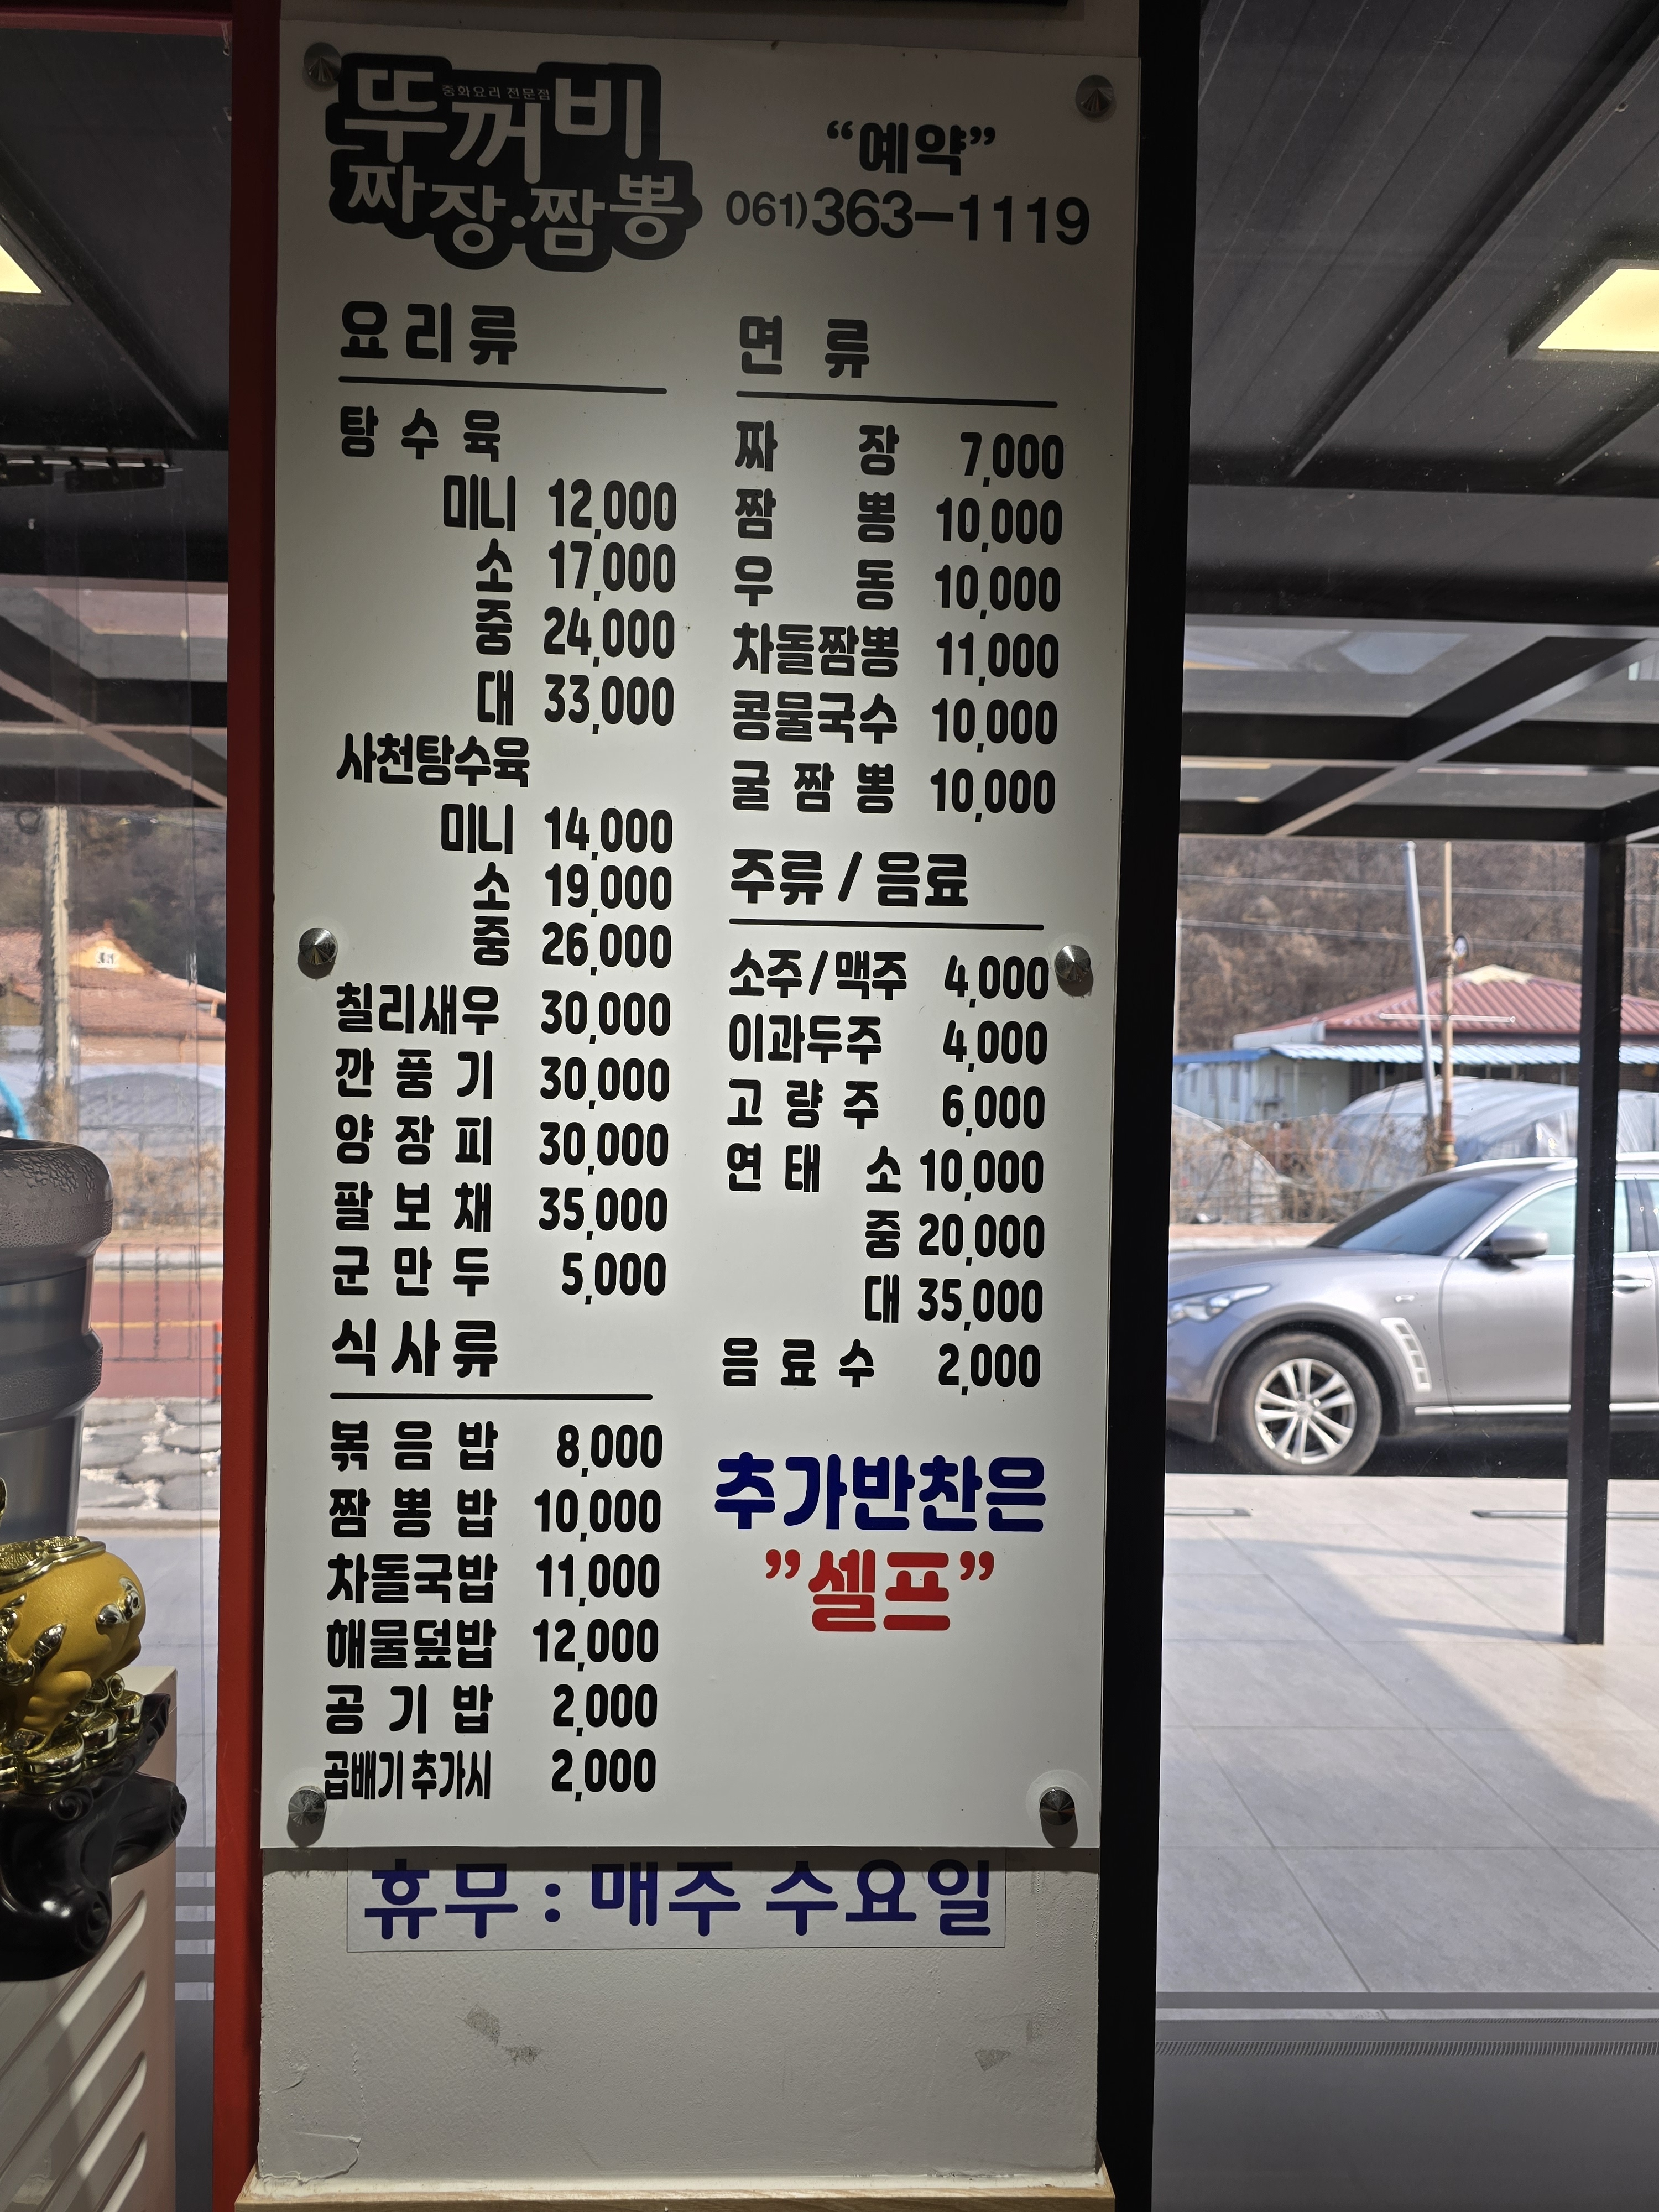 중화요리 전문점
뚜꺼비
짜장·짬뽕
“예약”
061)363-1119
요리류
탕수육
미니 12,000
소 17,000
중 24,000
대 33,000
사천탕수육
미니 14,000
소 19,000
중 26,000
칠리새우 30,000
깐풍기 30,000
양장피 30,000
팔보채 35,000
군만두 5,000
식사류
볶음밥 8,000
짬뽕밥 10,000
차돌국밥 11,000
해물덮밥 12,000
공기밥 2,000
곱배기 추가시 2,000
면류
짜장 7,000
짬뽕 10,000
우동 10,000
차돌짬뽕 11,000
콩물국수 10,000
굴짬뽕 10,000
주류 / 음료
소주/맥주 4,000
이과두주 4,000
고량주 6,000
연태 소 10,000
중 20,000
대 35,000
음료수 2,000
추가반찬은
”셀프”
휴무 : 매주 수요일